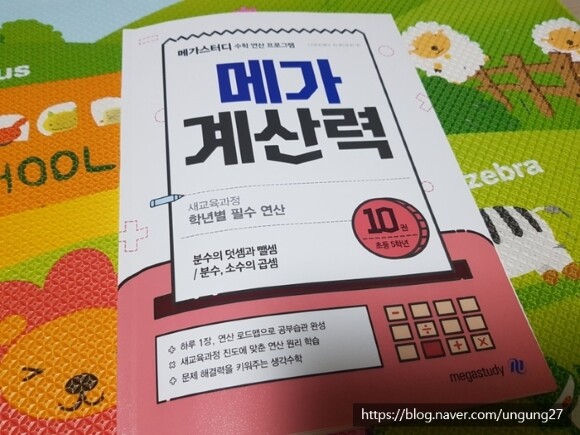 메가스터디 수학 연산 프로그램
메가
계산력
새교육과정
학년별 필수 연산
10권
초등 5학년
분수의 덧셈과 뺄셈
/ 분수, 소수의 곱셈
하루 1장, 연산 로드맵으로 공부습관 완성
새교육과정 진도에 맞춘 연산 원리 학습
문제 해결력을 키워주는 생각수학
megastudy
HOOL
zebra
https://blog.naver.com/ungung27